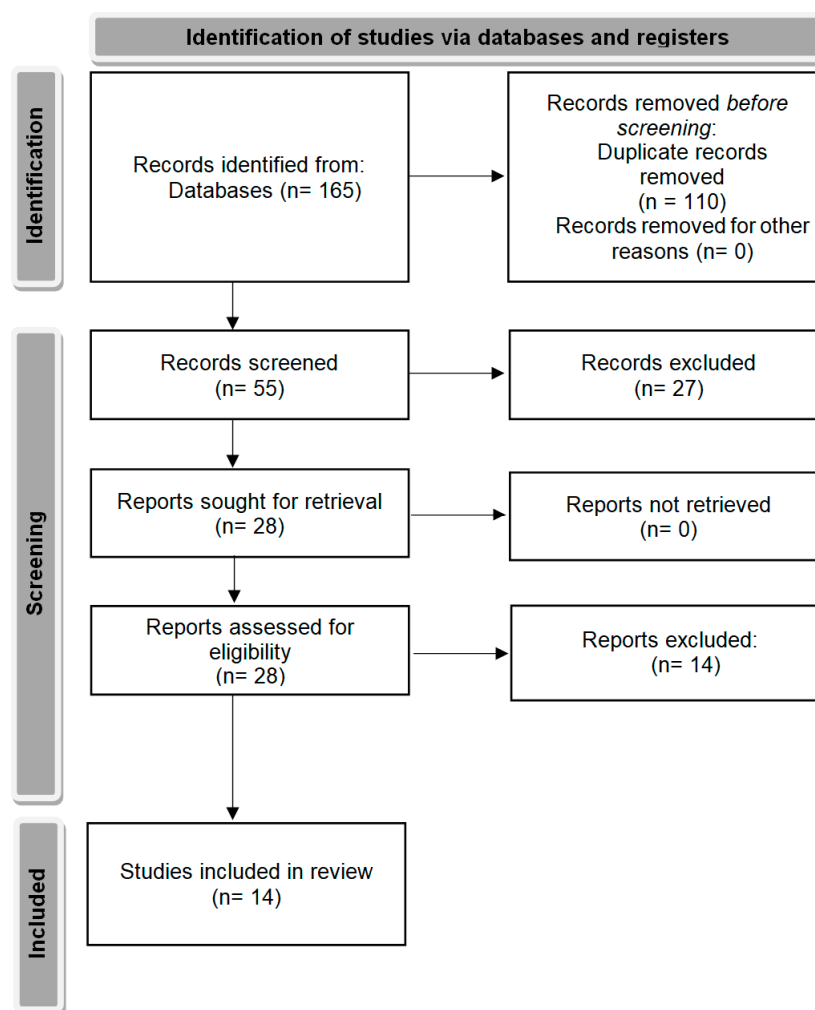 Identification of studies via databases and registers
Identification
Records identified from:
Databases (n= 165)
Records removed before
screening:
Duplicate records
removed
(n = 110)
Records removed for other
reasons (n= 0)
Screening
Records screened
(n= 55)
Records excluded
(n= 27)
Reports sought for retrieval
(n= 28)
Reports not retrieved
(n= 0)
Reports assessed for
eligibility
(n= 28)
Reports excluded:
(n= 14)
Included
Studies included in review
(n= 14)